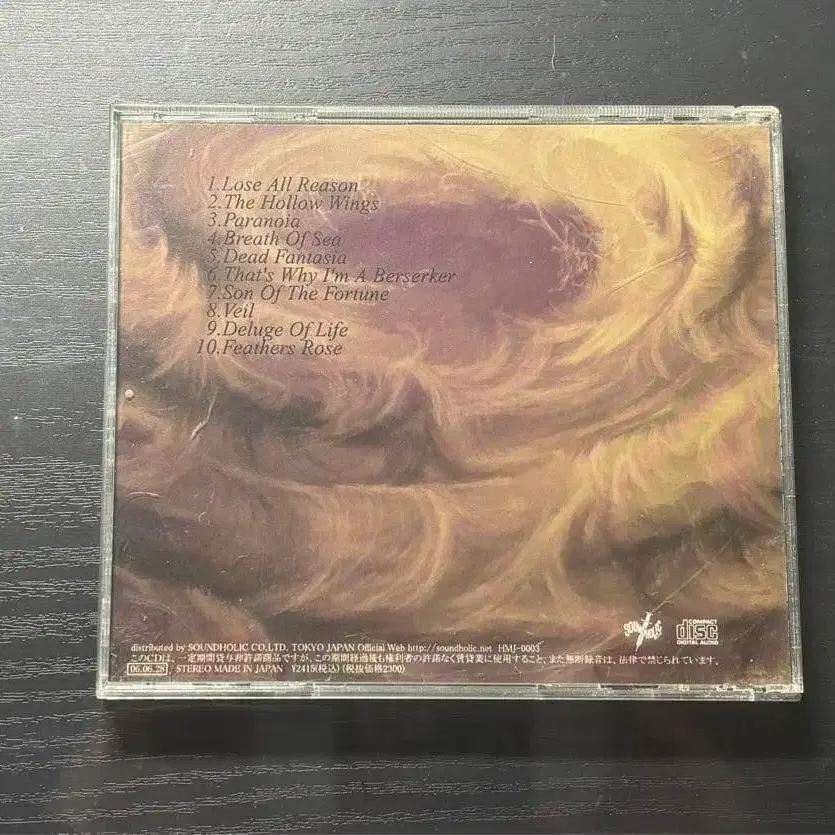 1.Lose All Reason
2.The Hollow Wings
3.Paranoia
4.Breath Of Sea
5.Dead Fantasia
6.That's Why I'm A Berserker
7.Son Of The Fortune
8.Veil
9.Deluge Of Life
10.Feathers Rose
SOUND HOLIC
COMPACT
disc
DIGITAL AUDIO
distributed by SOUNDHOLIC CO.LTD. TOKYO JAPAN Official Web http://soundholic.net HMJ-0003
このCDは、一定期間貸与非許諾商品ですが、この期間経過後も権利者の許諾なく賃貸業に使用すること、また無断録音は、法律で禁じられています。
06.06.28 STEREO MADE IN JAPAN ¥2415(税込)(税抜価格2300)